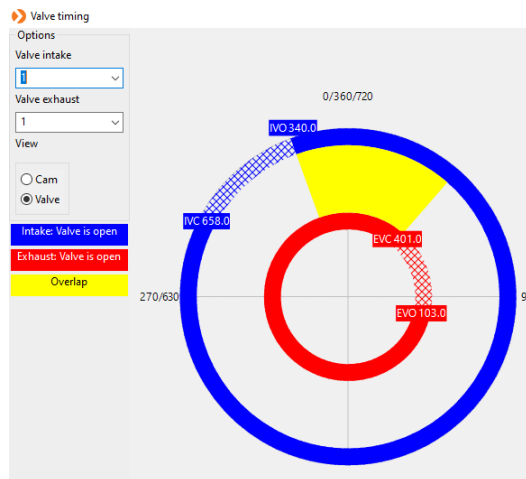 Valve timing
Options
Valve intake
1
Valve exhaust
1
View
Cam
Valve
Intake: Valve is open
Exhaust: Valve is open
Overlap
0/360/720
IVO 340.0
IVC 658.0
EVC 401.0
270/630
9
EVO 103.0